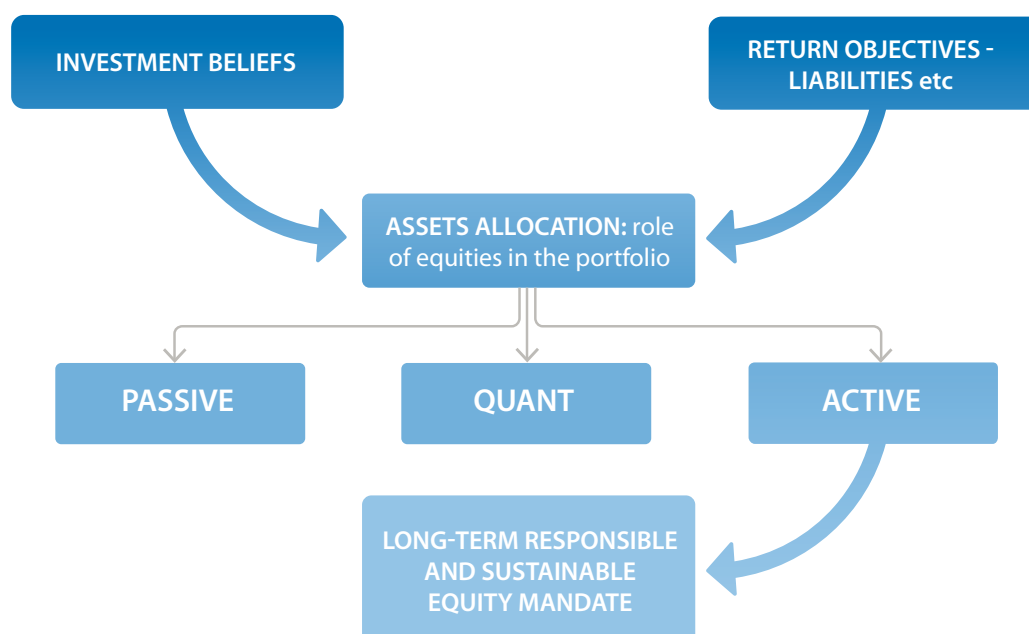 INVESTMENT BELIEFS
RETURN OBJECTIVES -
LIABILITIES etc
ASSETS ALLOCATION: role
of equities in the portfolio
PASSIVE
QUANT
ACTIVE
LONG-TERM RESPONSIBLE
AND SUSTAINABLE
EQUITY MANDATE